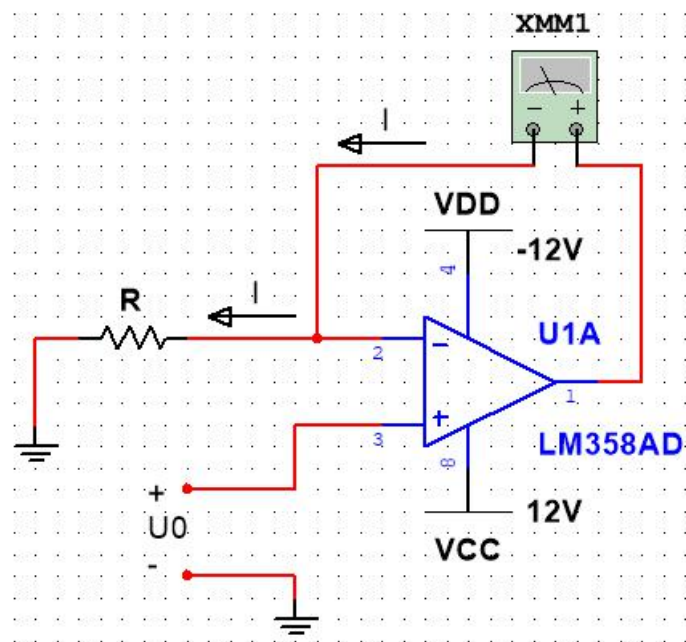 XMM1
I
- +
VDD
-12V
4
R
I
U1A
2
-
+
1
3
LM358AD
8
+
U0
-
12V
VCC